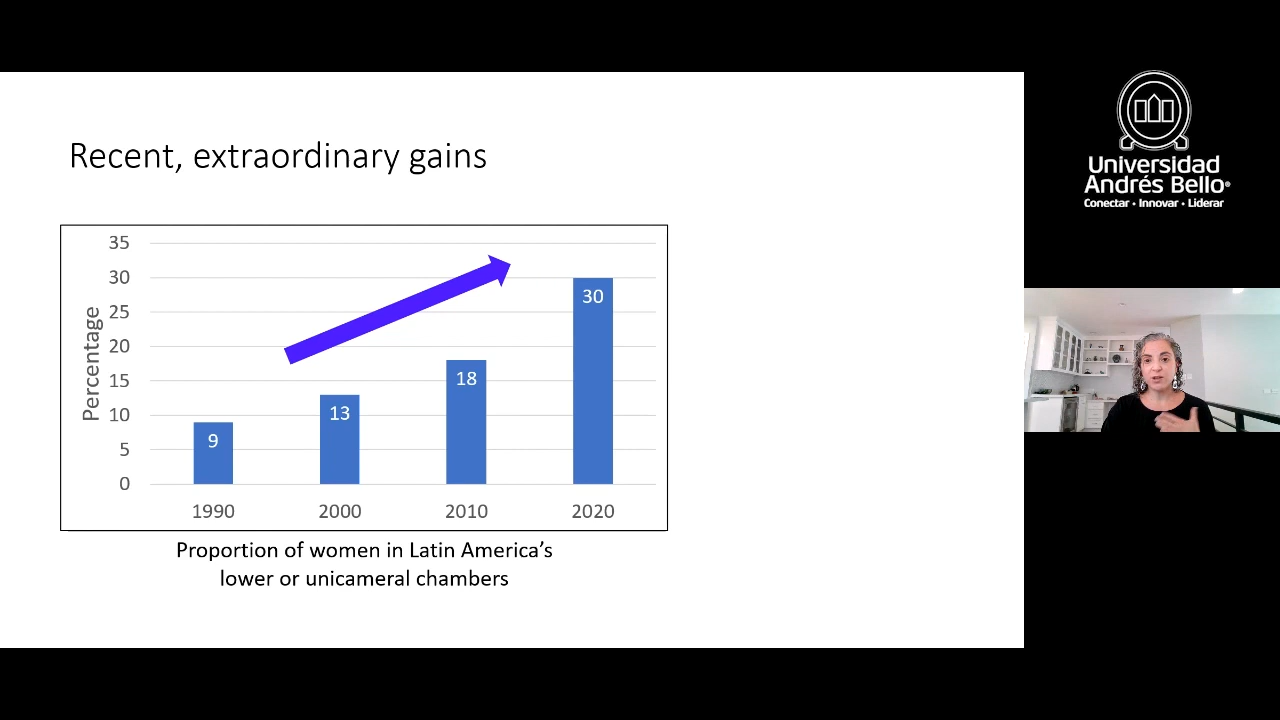 Recent, extraordinary gains
35
30
25
20
15
10
5
0
Percentage
9
13
18
30
1990
2000
2010
2020
Proportion of women in Latin America’s
lower or unicameral chambers
Universidad
Andrés Bello®
Conectar • Innovar • Liderar